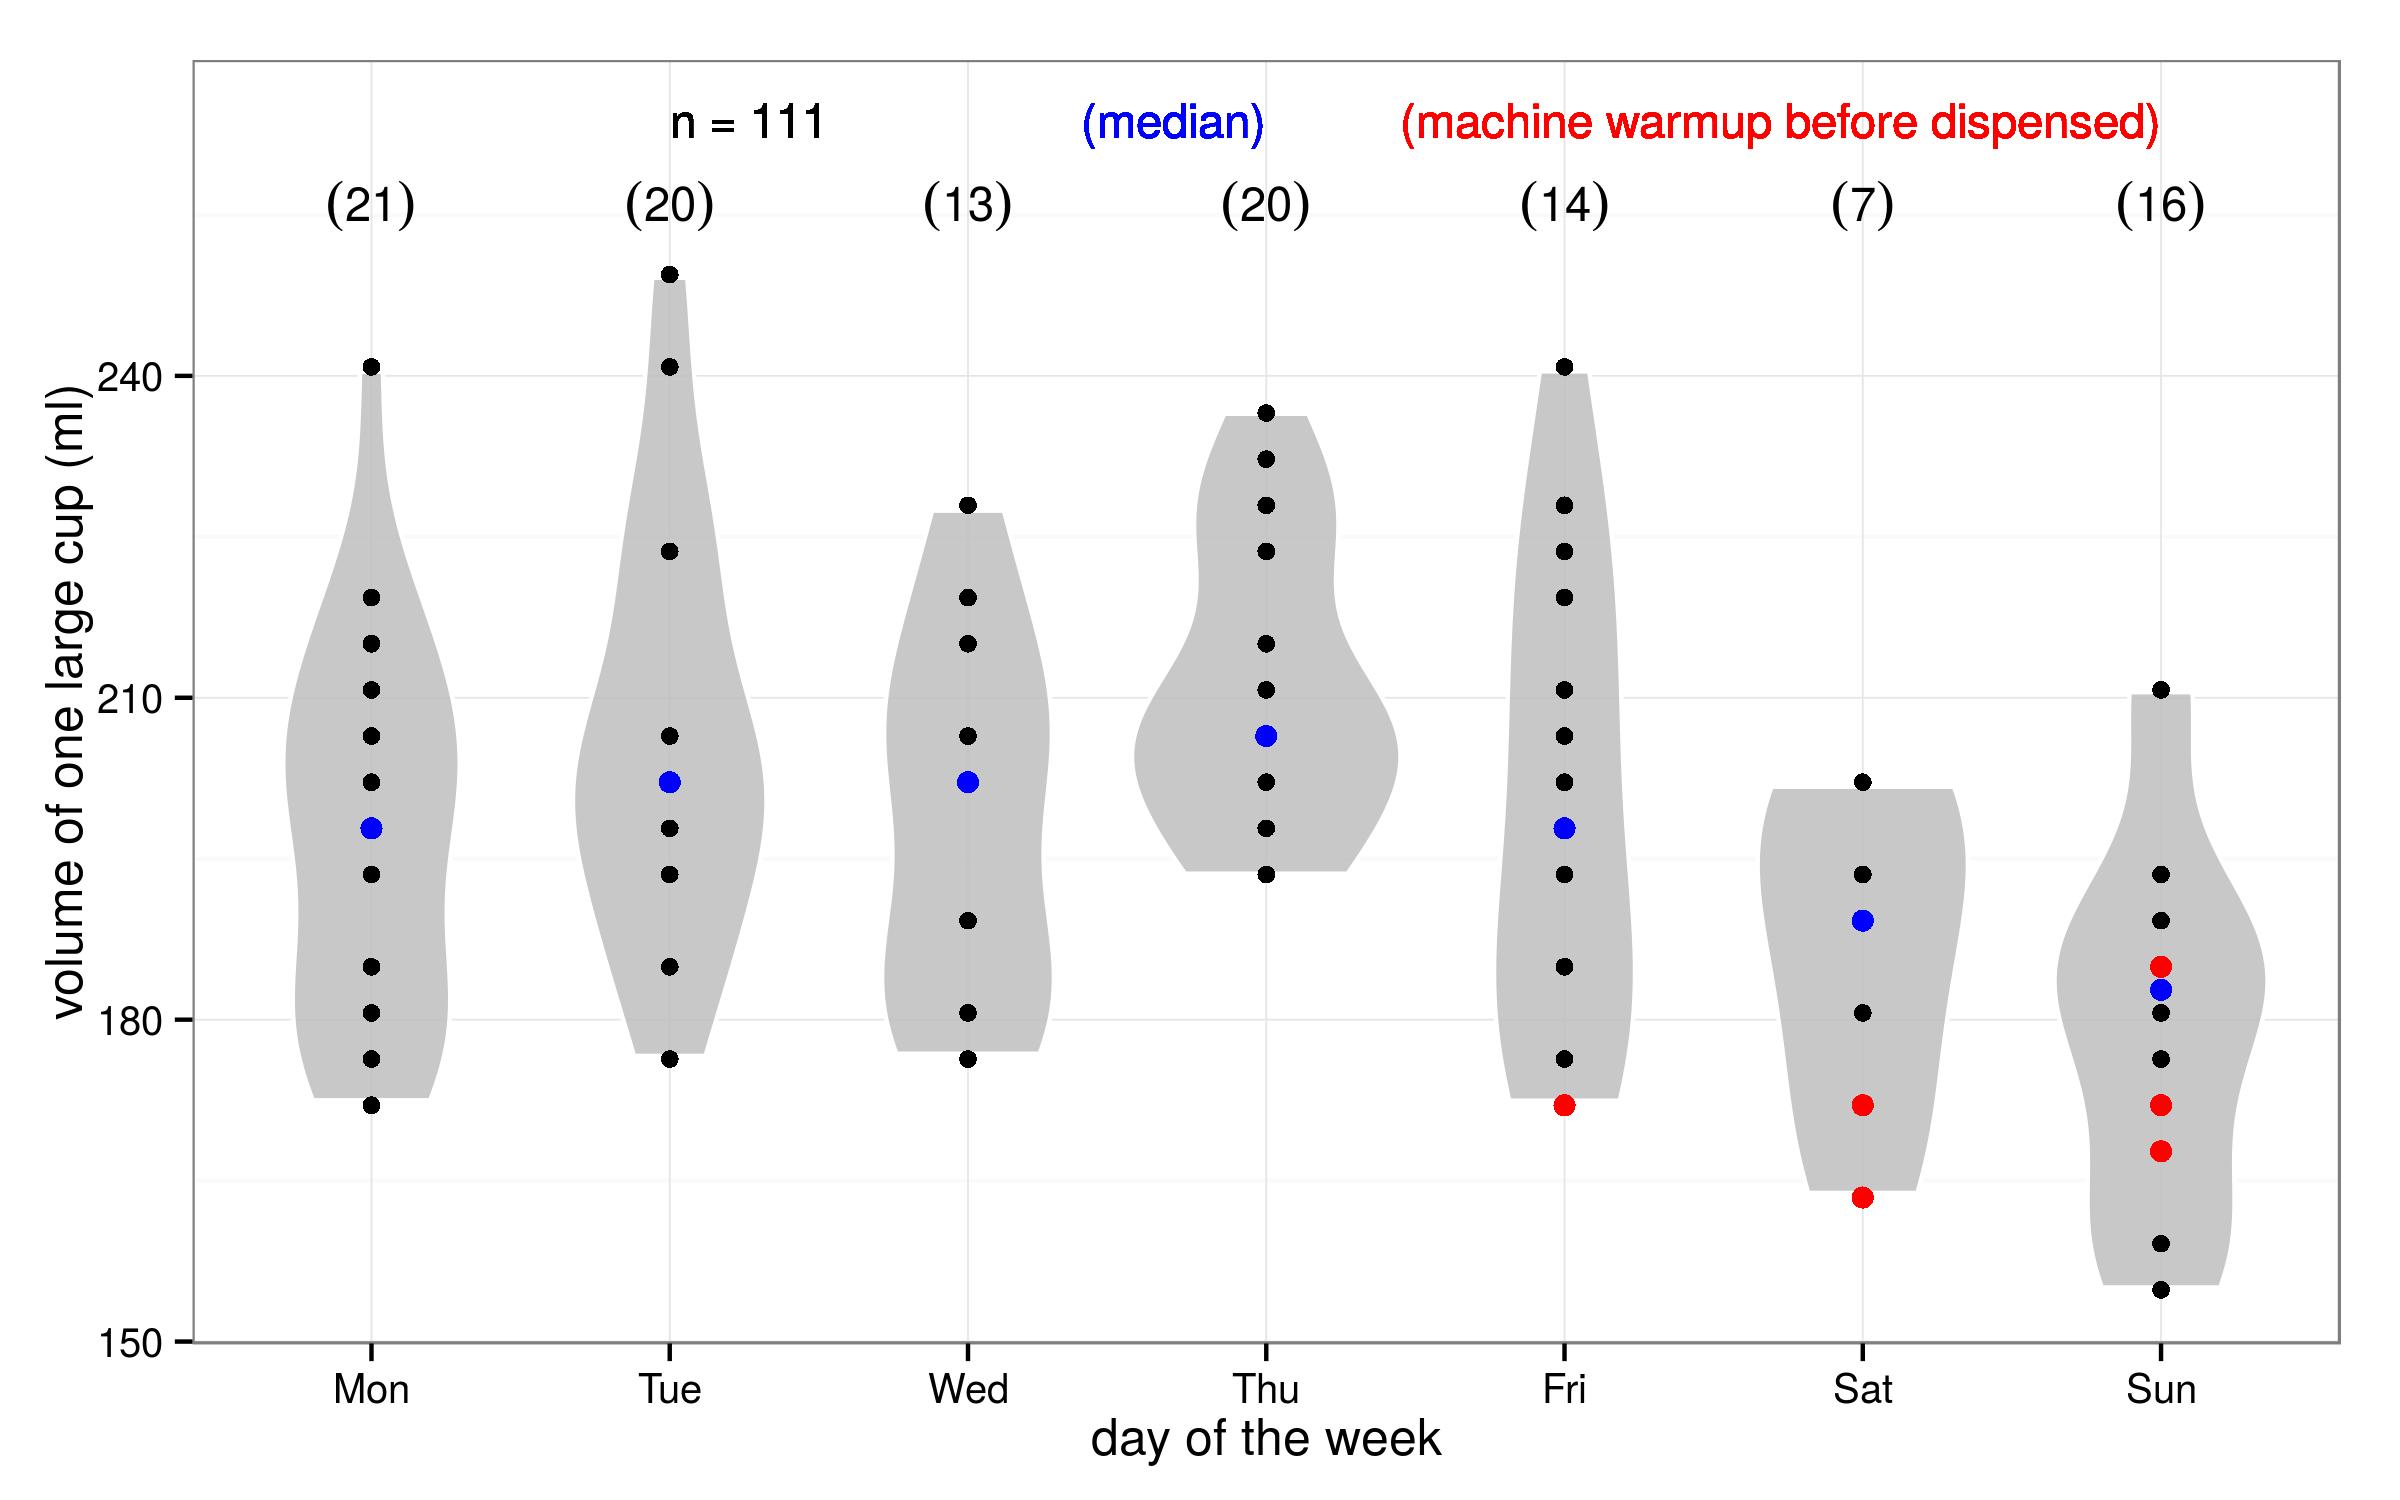 n = 111 (median) (machine warmup before dispensed)
(21) (20) (13) (20) (14) (7) (16)
volume of one large cup (ml)
240
210
180
150
Mon Tue Wed Thu Fri Sat Sun
day of the week